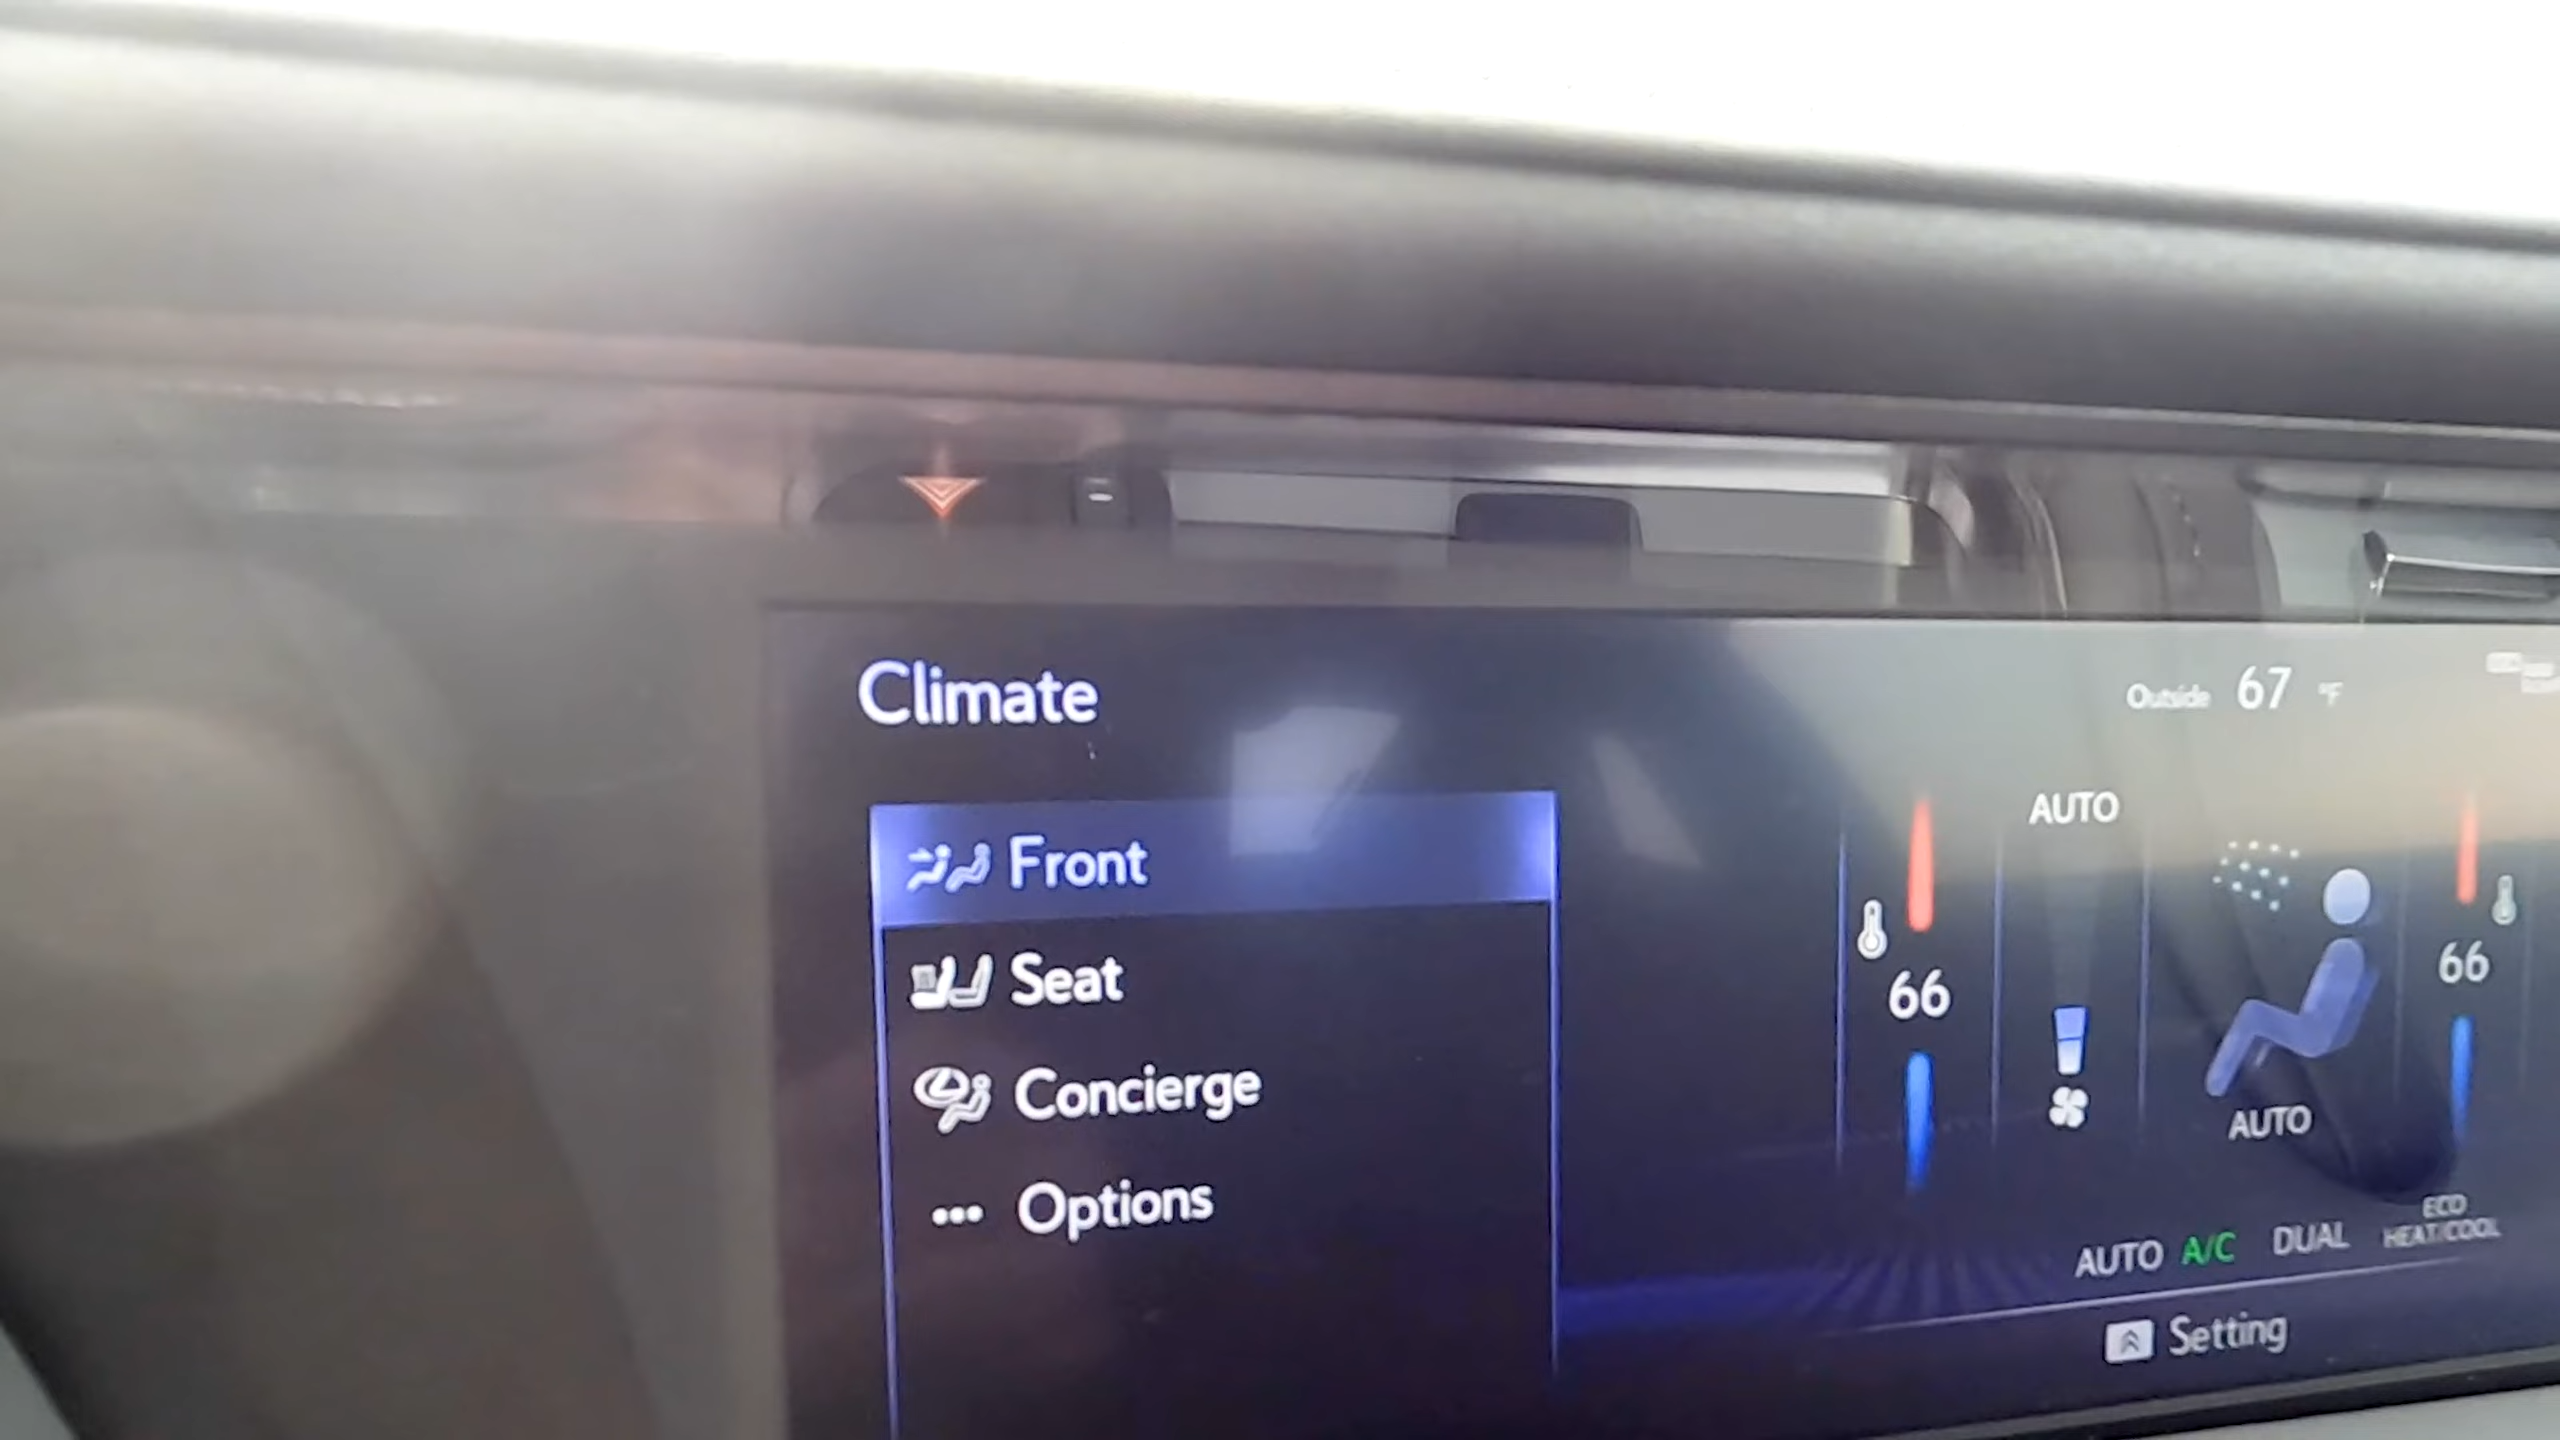 Climate
Outside 67 °F
Front
Seat
Concierge
Options
AUTO
66
66
AUTO
AUTO A/C DUAL ECO
HEAT/COOL
Setting